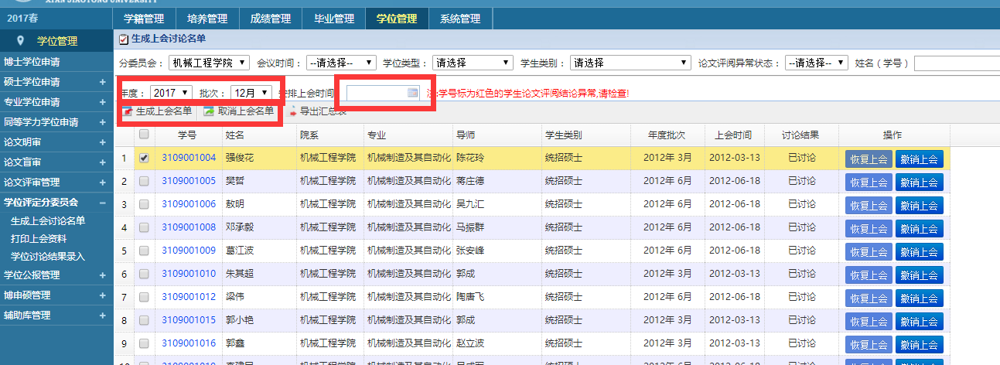 XIAN JIAOTONG UNIVERSITY
2017春 学籍管理 培养管理 成绩管理 毕业管理 学位管理 系统管理
学位管理
生成上会讨论名单
博士学位申请
硕士学位申请 +
专业学位申请 +
同等学力学位申请 +
论文明审 +
论文盲审 +
论文评审管理 +
学位评定分委员会 −
生成上会讨论名单
打印上会资料
学位讨论结果录入
学位公报管理 +
博申硕管理 +
辅助库管理 +
分委员会： 机械工程学院 会议时间： --请选择-- 学位类型： 请选择 学生类别： 请选择 论文评阅异常状态： --请选择-- 姓名（学号）
年度： 2017 批次： 12月 安排上会时间 注:学号标为红色的学生论文评阅结论异常,请检查!
生成上会名单 取消上会名单 导出汇总表
学号 姓名 院系 专业 导师 学生类别 年度批次 上会时间 讨论结果 操作
1 3109001004 强俊花 机械工程学院 机械制造及其自动化 陈花玲 统招硕士 2012年 3月 2012-03-13 已讨论 恢复上会 撤销上会
2 3109001005 樊哲 机械工程学院 机械制造及其自动化 蒋庄德 统招硕士 2012年 6月 2012-06-18 已讨论 恢复上会 撤销上会
3 3109001006 敖明 机械工程学院 机械制造及其自动化 吴九汇 统招硕士 2012年 6月 2012-06-18 已讨论 恢复上会 撤销上会
4 3109001008 邓承毅 机械工程学院 机械制造及其自动化 马振群 统招硕士 2012年 6月 2012-06-18 已讨论 恢复上会 撤销上会
5 3109001009 葛江波 机械工程学院 机械制造及其自动化 张安峰 统招硕士 2012年 6月 2012-06-18 已讨论 恢复上会 撤销上会
6 3109001010 朱其超 机械工程学院 机械制造及其自动化 郭成 统招硕士 2012年 3月 2012-03-13 已讨论 恢复上会 撤销上会
7 3109001012 梁伟 机械工程学院 机械制造及其自动化 陶唐飞 统招硕士 2012年 6月 2012-06-18 已讨论 恢复上会 撤销上会
8 3109001015 郭小艳 机械工程学院 机械制造及其自动化 郭成 统招硕士 2012年 3月 2012-03-13 已讨论 恢复上会 撤销上会
9 3109001016 郭鑫 机械工程学院 机械制造及其自动化 赵立波 统招硕士 2012年 6月 2012-06-18 已讨论 恢复上会 撤销上会